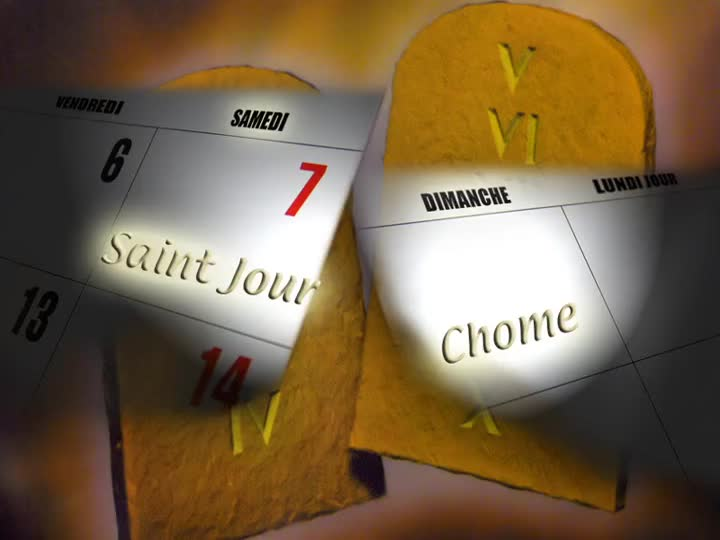 V
VI
VENDREDI
SAMEDI
6
7
Saint Jour
13
14
IV
DIMANCHE
LUNDI JOUR
Chome
X